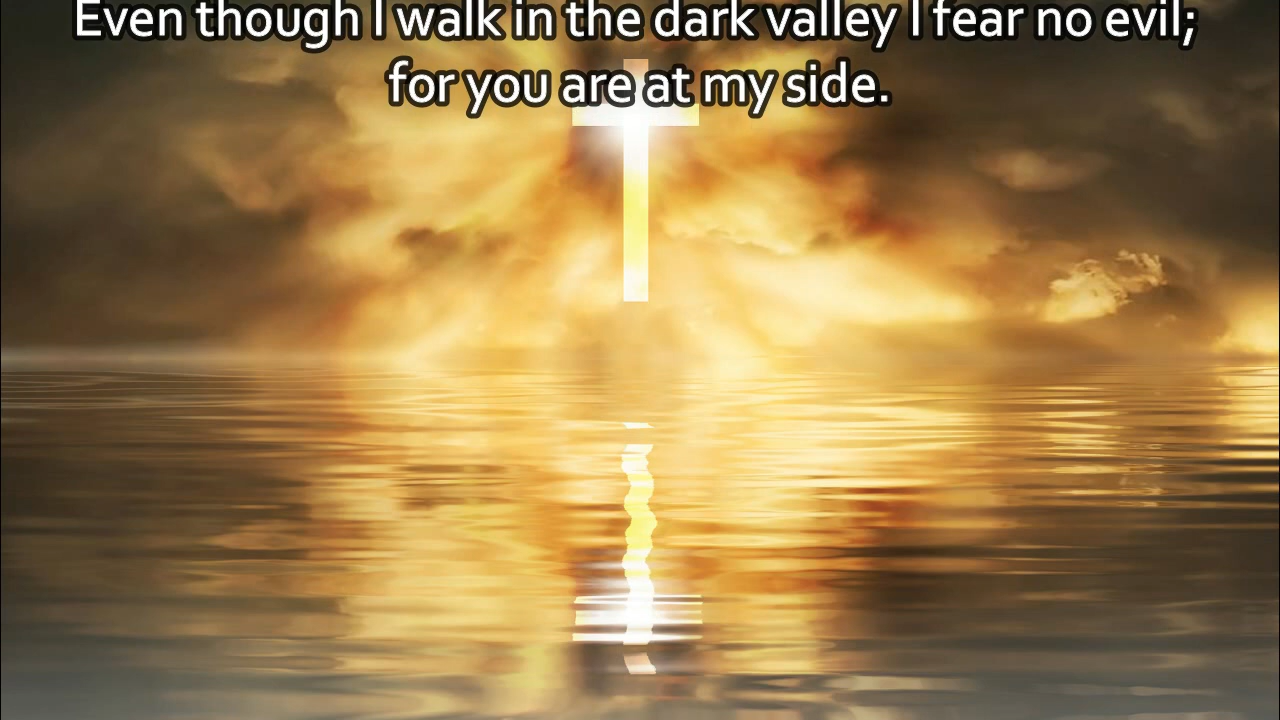 Even though I walk in the dark valley I fear no evil;
for you are at my side.